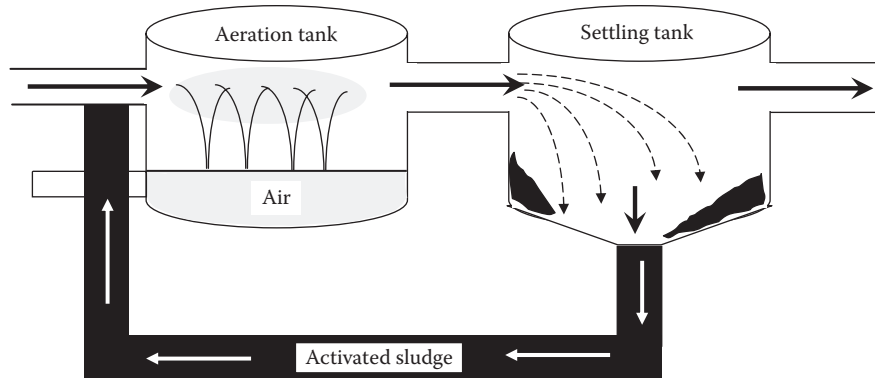 Aeration tank
Settling tank
Air
Activated sludge